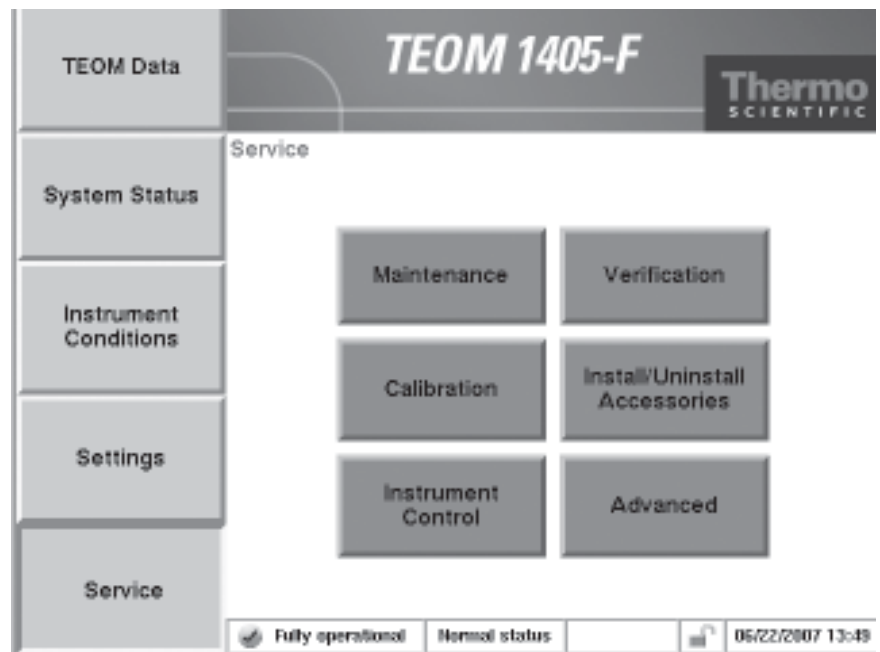 TEOM Data
TEOM 1405-F
Thermo
SCIENTIFIC
System Status
Instrument
Conditions
Settings
Service
Service
Maintenance
Verification
Calibration
Install/Uninstall
Accessories
Instrument
Control
Advanced
Fully operational
Normal status
06/22/2007 13:49